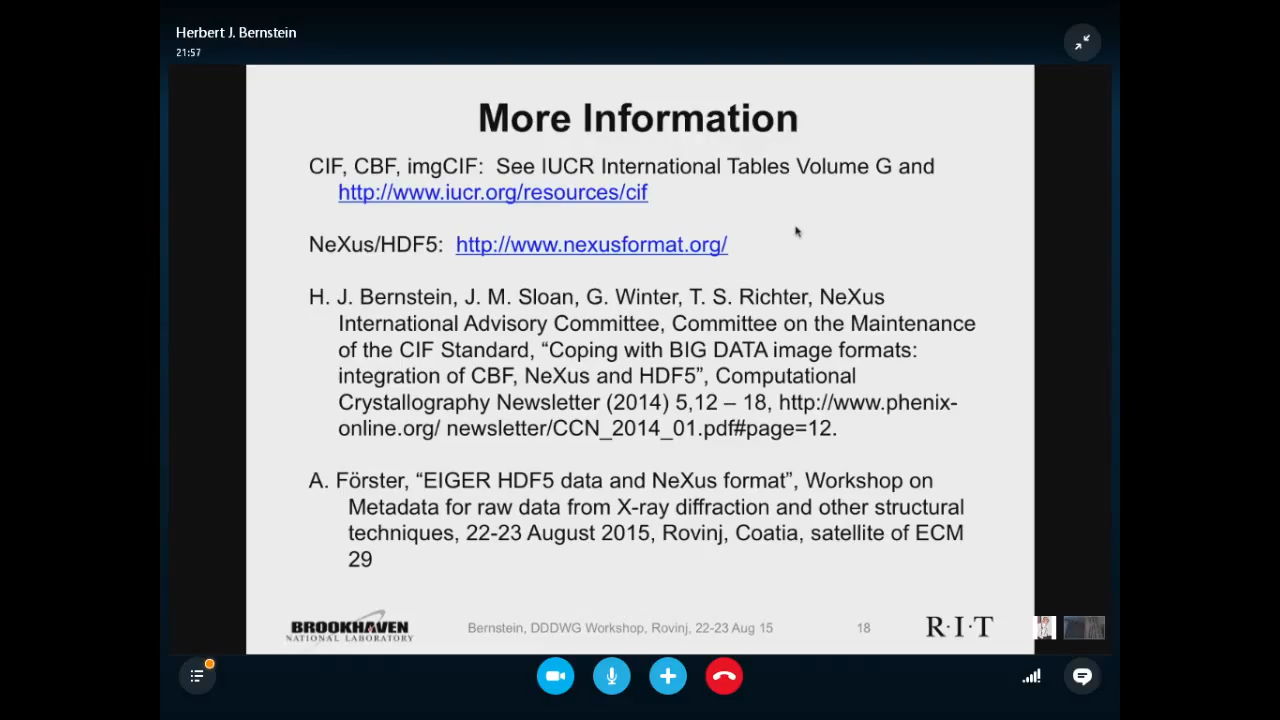 Herbert J. Bernstein
21:57
More Information
CIF, CBF, imgCIF: See IUCR International Tables Volume G and
http://www.iucr.org/resources/cif
NeXus/HDF5: http://www.nexusformat.org/
H. J. Bernstein, J. M. Sloan, G. Winter, T. S. Richter, NeXus
International Advisory Committee, Committee on the Maintenance
of the CIF Standard, “Coping with BIG DATA image formats:
integration of CBF, NeXus and HDF5”, Computational
Crystallography Newsletter (2014) 5,12 – 18, http://www.phenix-
online.org/ newsletter/CCN_2014_01.pdf#page=12.
A. Förster, “EIGER HDF5 data and NeXus format”, Workshop on
Metadata for raw data from X-ray diffraction and other structural
techniques, 22-23 August 2015, Rovinj, Coatia, satellite of ECM
29
BROOKHAVEN
NATIONAL LABORATORY
Bernstein, DDDWG Workshop, Rovinj, 22-23 Aug 15
18
R·I·T